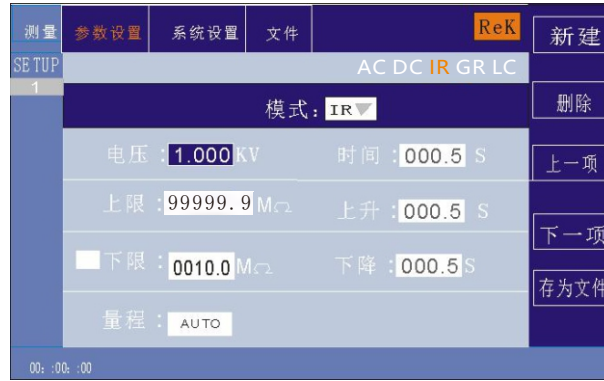 测量 参数设置 系统设置 文件 ReK 新建
SETUP AC DC IR GR LC
1
模式：IR
删除
电压：1.000 KV 时间：000.5 S
上一项
上限：99999.9 MΩ 上升：000.5 S
下一项
下限：0010.0 MΩ 下降：000.5 S
存为文件
量程：AUTO
00: :00: :00